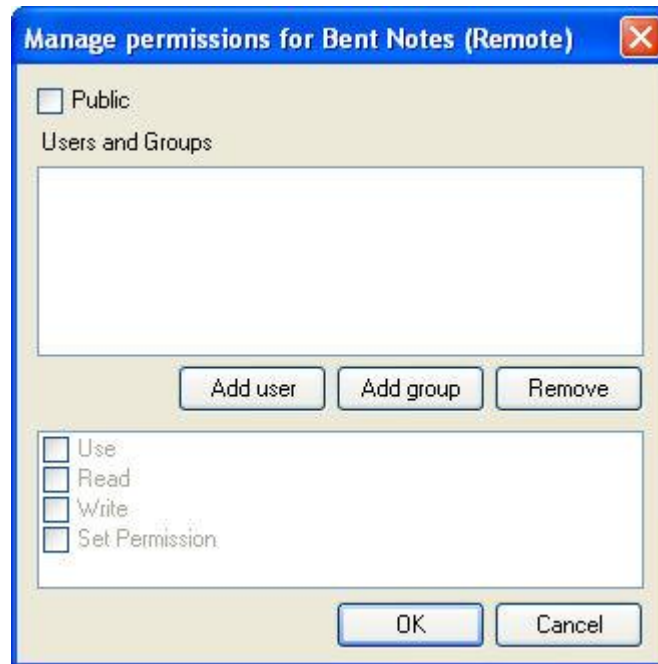 Manage permissions for Bent Notes (Remote)
Public
Users and Groups
Add user Add group Remove
Use
Read
Write
Set Permission
OK Cancel